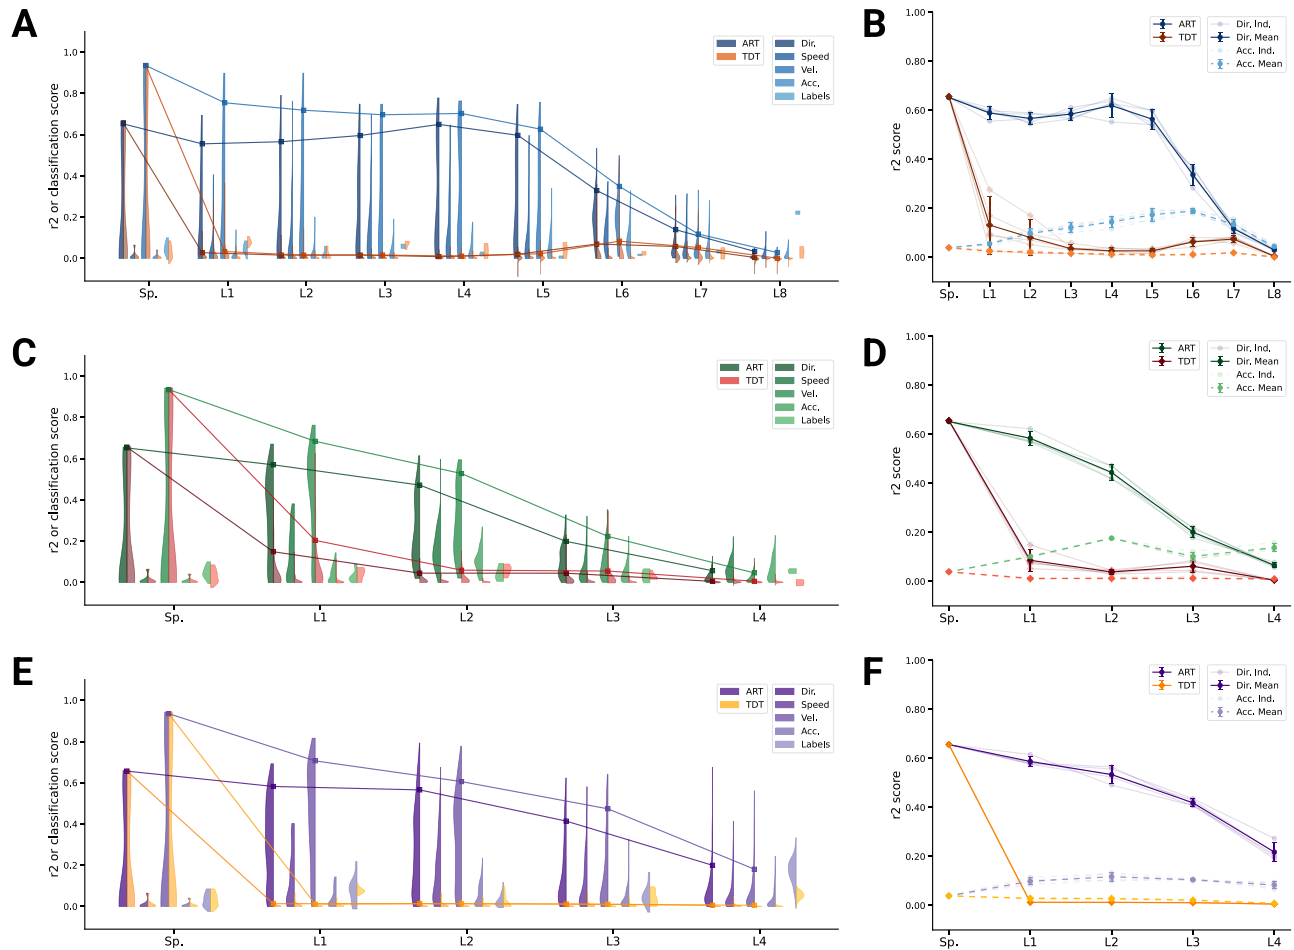 A
1.0
0.8
0.6
0.4
0.2
0.0
r2 or classification score
Sp. L1 L2 L3 L4 L5 L6 L7 L8
ART
TDT
Dir.
Speed
Vel.
Acc.
Labels
B
1.00
0.80
0.60
0.40
0.20
0.00
r2 score
Sp. L1 L2 L3 L4 L5 L6 L7 L8
ART
TDT
Dir. Ind.
Dir. Mean
Acc. Ind.
Acc. Mean
C
1.0
0.8
0.6
0.4
0.2
0.0
r2 or classification score
Sp. L1 L2 L3 L4
ART
TDT
Dir.
Speed
Vel.
Acc.
Labels
D
1.00
0.80
0.60
0.40
0.20
0.00
r2 score
Sp. L1 L2 L3 L4
ART
TDT
Dir. Ind.
Dir. Mean
Acc. Ind.
Acc. Mean
E
1.0
0.8
0.6
0.4
0.2
0.0
r2 or classification score
Sp. L1 L2 L3 L4
ART
TDT
Dir.
Speed
Vel.
Acc.
Labels
F
1.00
0.80
0.60
0.40
0.20
0.00
r2 score
Sp. L1 L2 L3 L4
ART
TDT
Dir. Ind.
Dir. Mean
Acc. Ind.
Acc. Mean